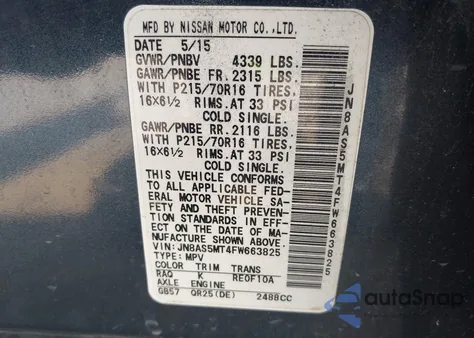 MFD BY NISSAN MOTOR CO.,LTD.
DATE 5/15
GVWR/PNBV 4339 LBS.
GAWR/PNBE FR. 2315 LBS.
WITH P215/70R16 TIRES,
16X6½ RIMS.AT 33 PSI
COLD SINGLE.
GAWR/PNBE RR. 2116 LBS.
WITH P215/70R16 TIRES,
16X6½ RIMS.AT 33 PSI
COLD SINGLE.
THIS VEHICLE CONFORMS
TO ALL APPLICABLE FED-
ERAL MOTOR VEHICLE SA-
FETY AND THEFT PREVEN-
TION STANDARDS IN EFF-
ECT ON THE DATE OF MA-
NUFACTURE SHOWN ABOVE.
JN8AS5MT4FW663825
TYPE: MPV
COLOR TRIM TRANS
RAQ K RE0F10A
AXLE ENGINE
GB57 QR25(DE) 2488CC
JN8AS5MT4FW663825
AutoSnap